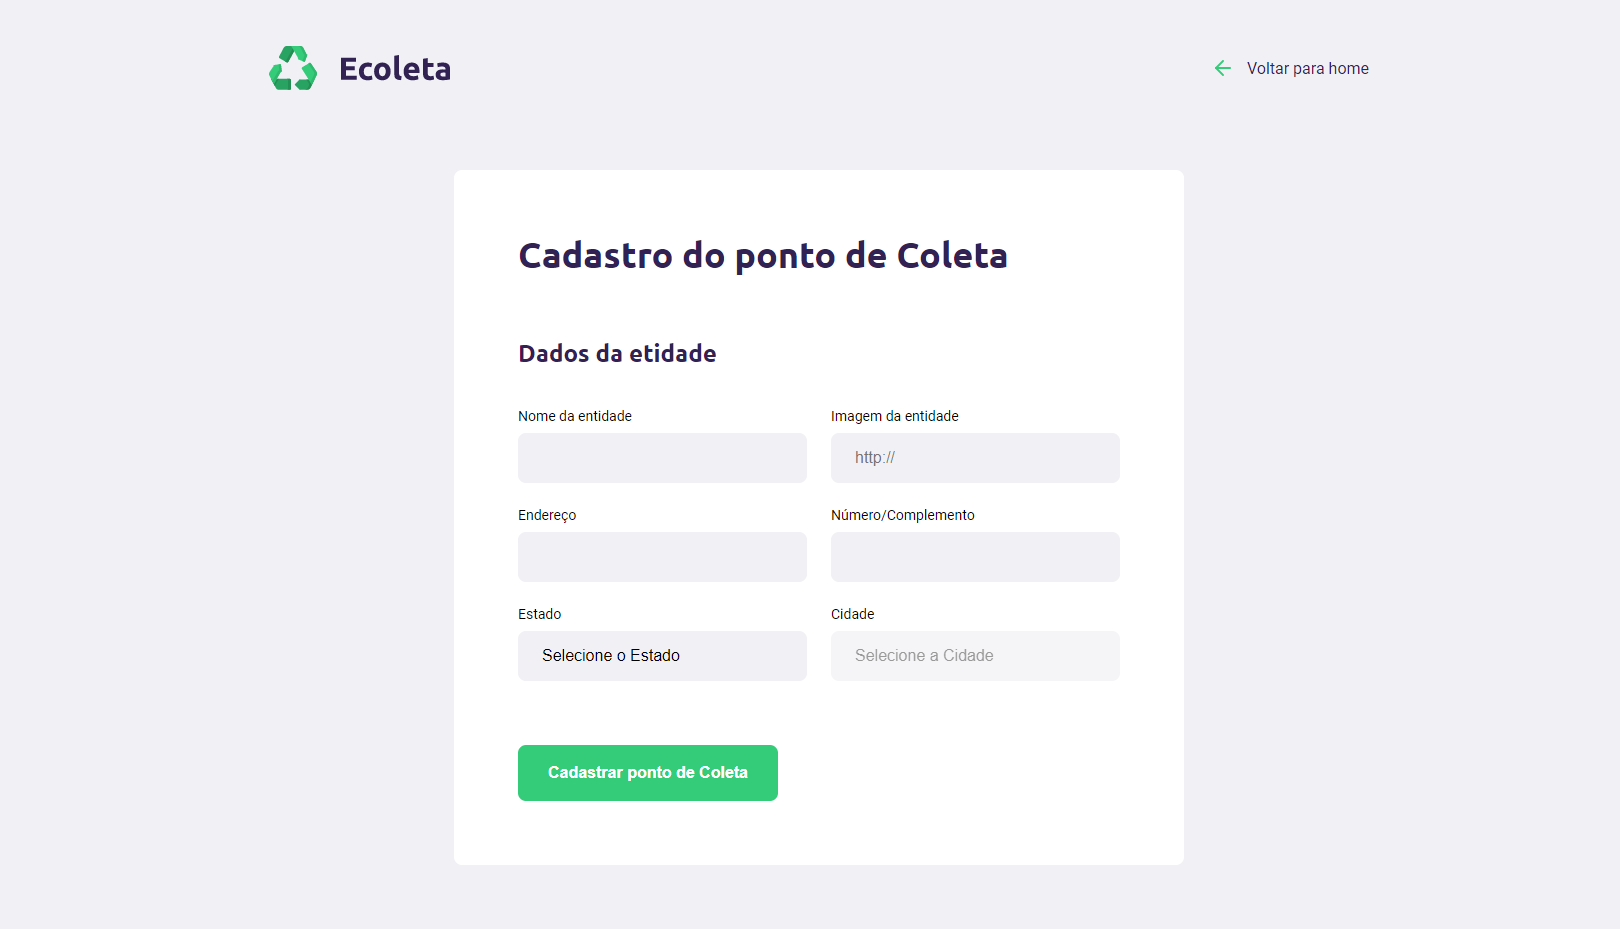 Ecoleta
Voltar para home
Cadastro do ponto de Coleta
Dados da etidade
Nome da entidade
Imagem da entidade
http://
Endereço
Número/Complemento
Estado
Cidade
Selecione o Estado
Selecione a Cidade
Cadastrar ponto de Coleta